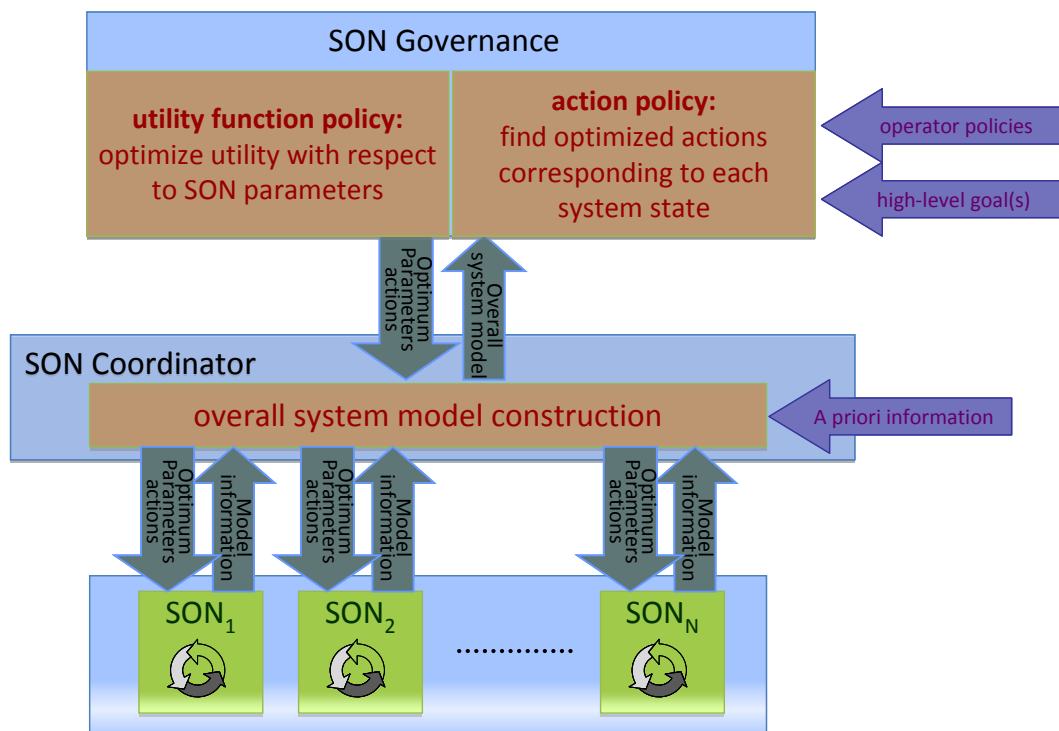 SON Governance
utility function policy:
optimize utility with respect
to SON parameters
action policy:
find optimized actions
corresponding to each
system state
operator policies
high-level goal(s)
Optimum
Parameters
actions
Overall
system model
SON Coordinator
overall system model construction
A priori information
Optimum
Parameters
actions
Model
information
Optimum
Parameters
actions
Model
information
Optimum
Parameters
actions
Model
information
SON1
SON2
..............
SONN